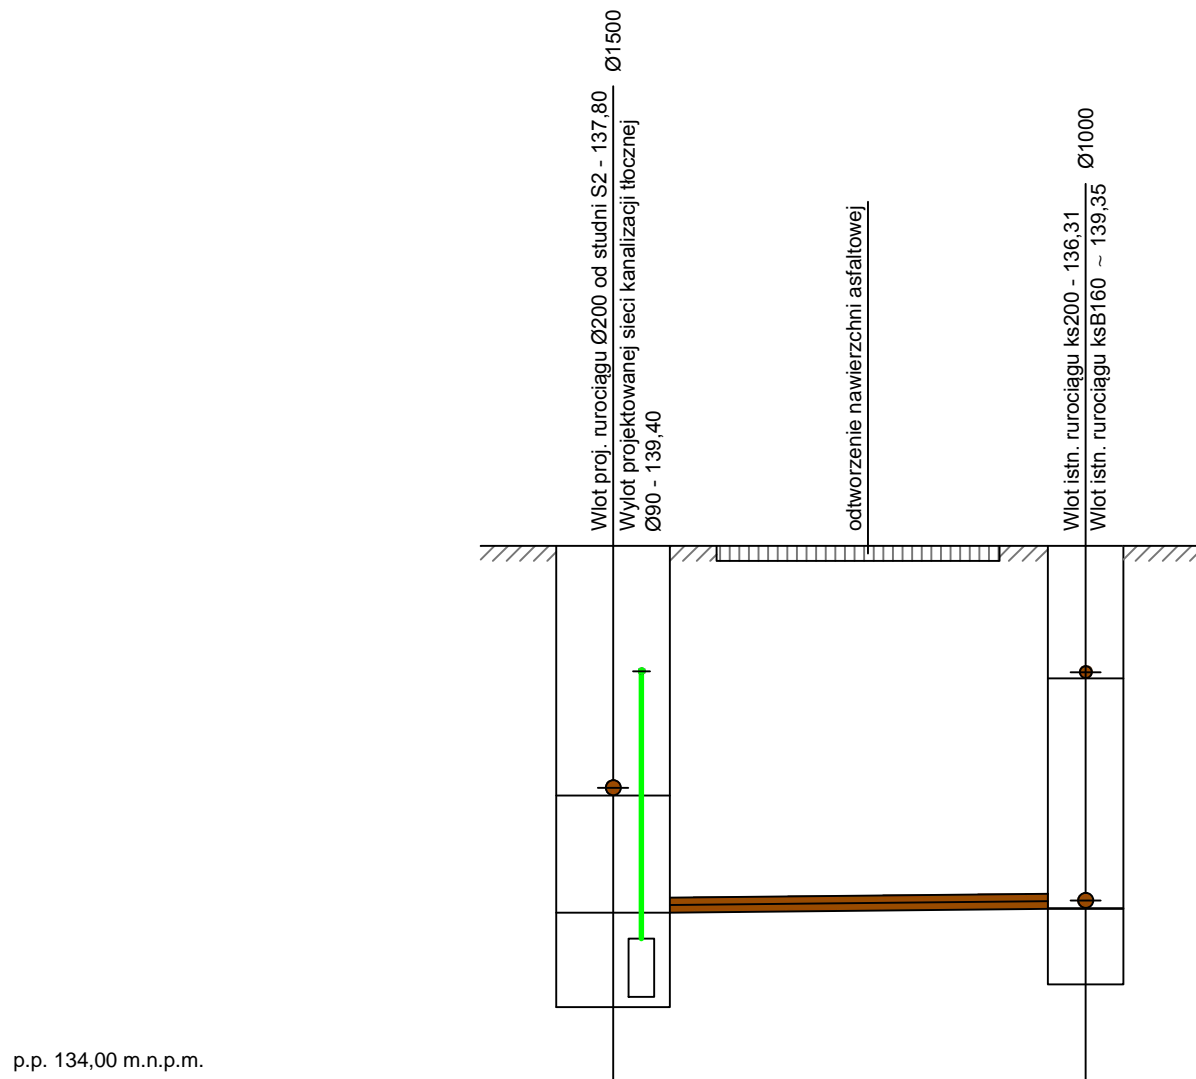 Ø1500
Wlot proj. rurociągu Ø200 od studni S2 - 137,80
Wylot projektowanej sieci kanalizacji tłocznej
Ø90 - 139,40
odtworzenie nawierzchni asfaltowej
Ø1000
Wlot istn. rurociągu ks200 - 136,31
Wlot istn. rurociągu ksB160 ~ 139,35
p.p. 134,00 m.n.p.m.